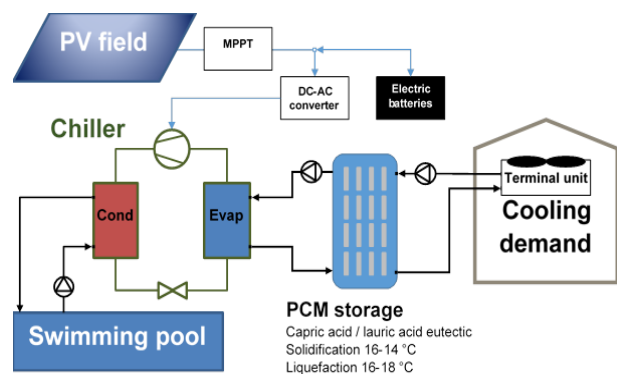 PV field
MPPT
DC-AC
converter
Electric
batteries
Chiller
Cond
Evap
Terminal unit
Cooling
demand
Swimming pool
PCM storage
Capric acid / lauric acid eutectic
Solidification 16-14 °C
Liquefaction 16-18 °C